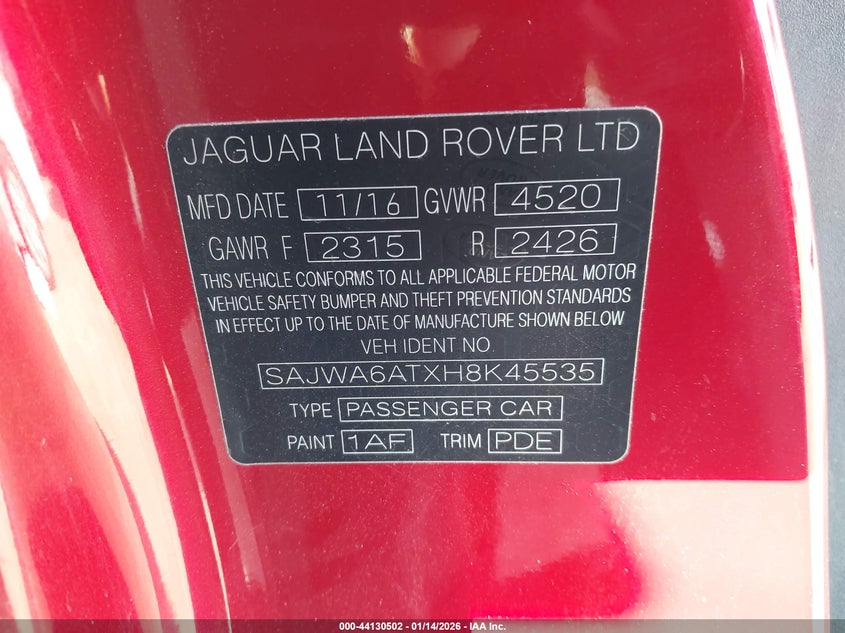 JAGUAR LAND ROVER LTD
MFD DATE 11/16 GVWR 4520
GAWR F 2315 R 2426
THIS VEHICLE CONFORMS TO ALL APPLICABLE FEDERAL MOTOR
VEHICLE SAFETY BUMPER AND THEFT PREVENTION STANDARDS
IN EFFECT UP TO THE DATE OF MANUFACTURE SHOWN BELOW
VEH IDENT NO
SAJWA6ATXH8K45535
TYPE PASSENGER CAR
PAINT 1AF TRIM PDE
000-44130502 - 01/14/2026 - IAA Inc.